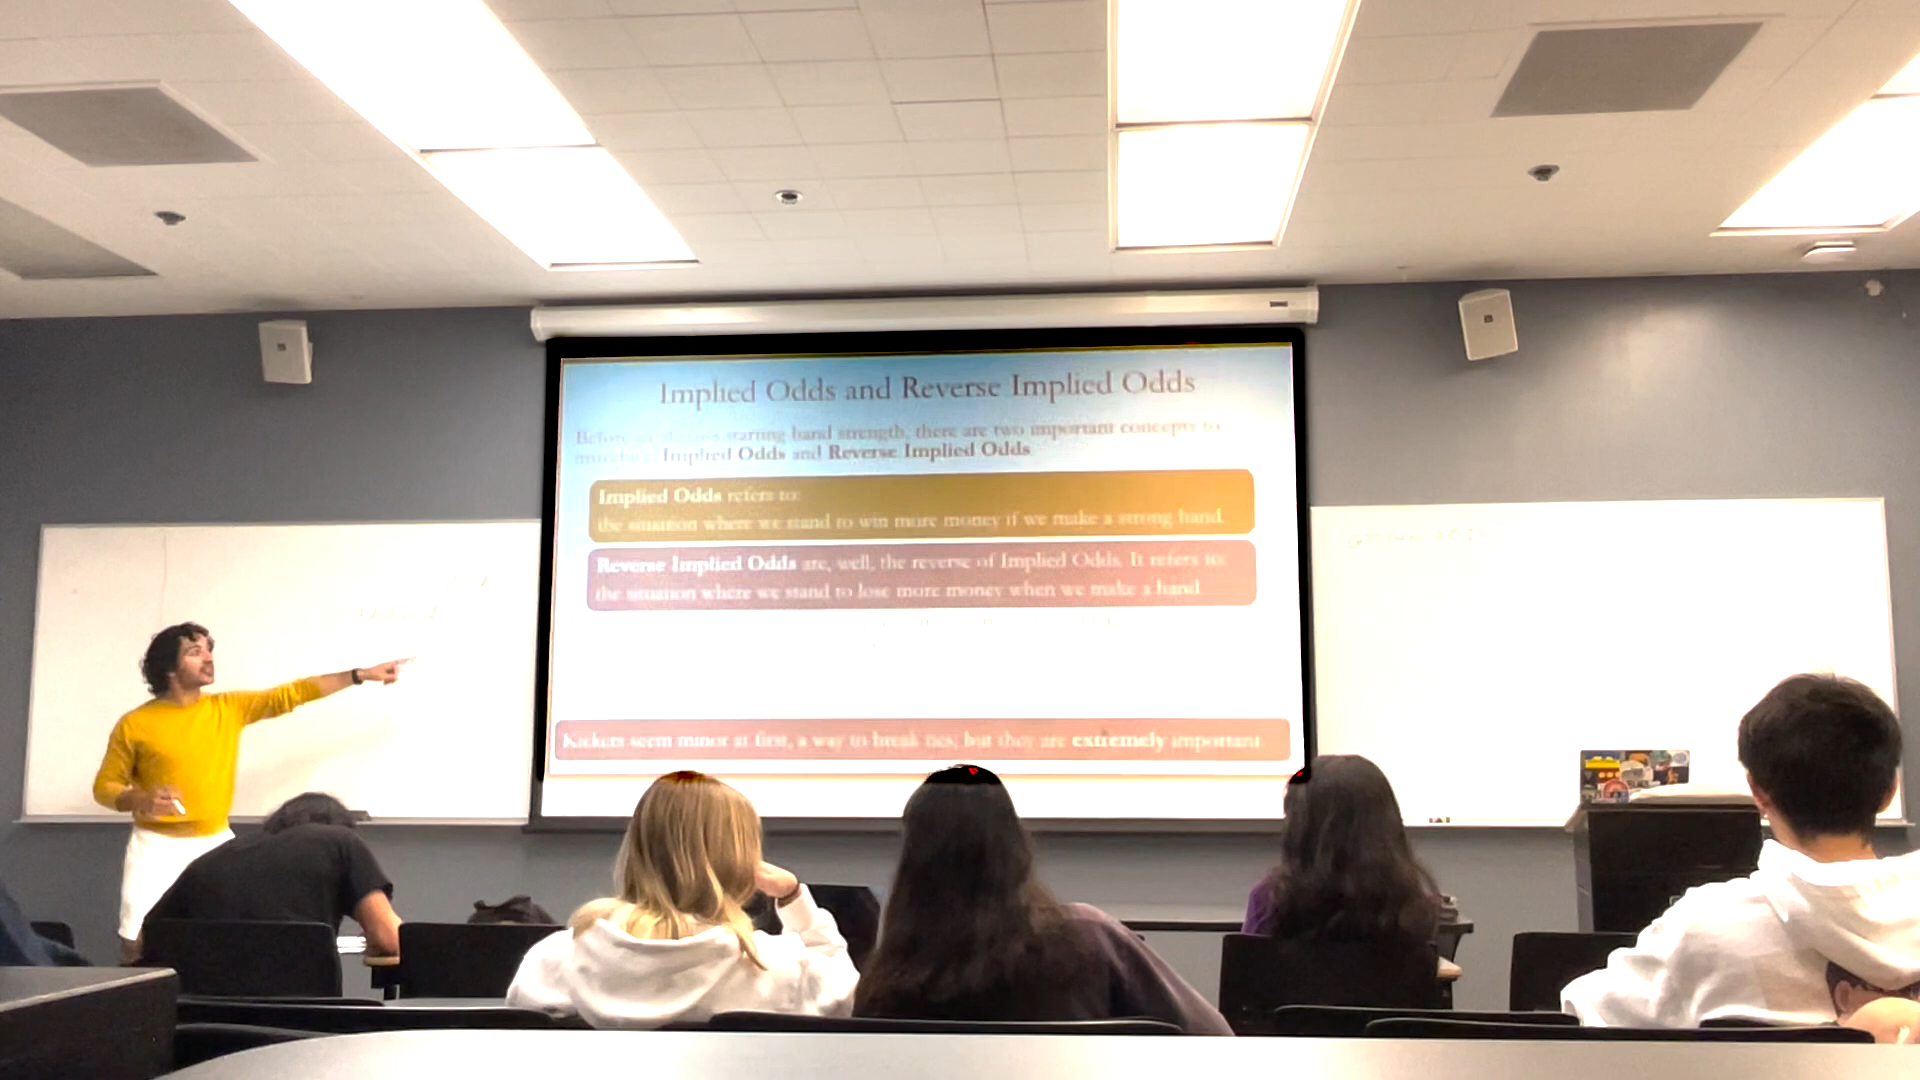 Implied Odds and Reverse Implied Odds
Before starting hand strength, there are two important concepts to
Implied Odds and Reverse Implied Odds
Implied Odds refers to:
the situation where we stand to win more money if we make a strong hand.
Reverse Implied Odds are, well, the reverse of Implied Odds. It refers to:
the situation where we stand to lose more money when we make a hand.
Kickers seem minor at first, a way to break ties, but they are extremely important.